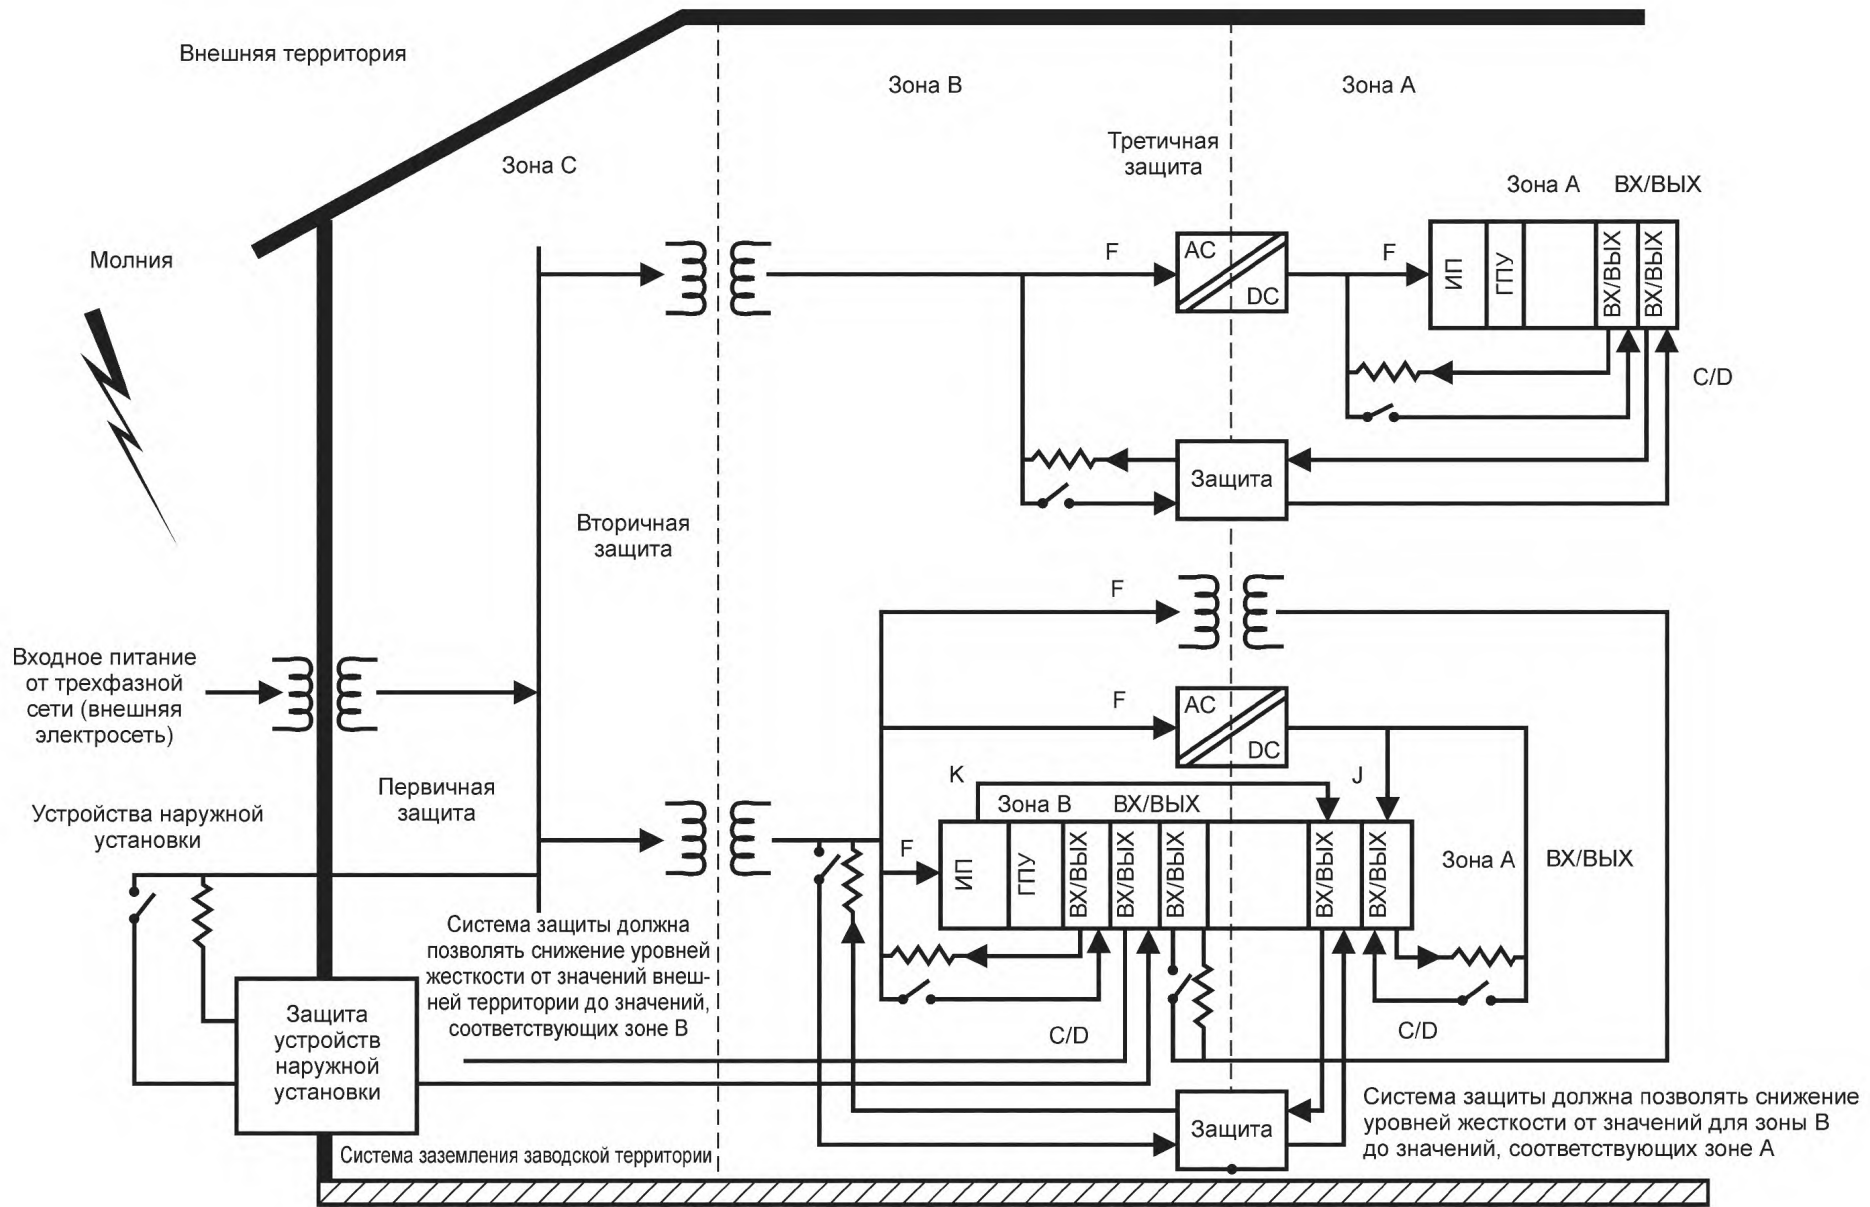 Внешняя территория
Зона B
Зона A
Третичная
защита
Зона C
Зона A
ВХ/ВЫХ
Молния
F
AC
DC
F
ИП
ГПУ
ВХ/ВЫХ
ВХ/ВЫХ
C/D
Защита
Вторичная
защита
F
Входное питание
от трехфазной
сети (внешняя
электросеть)
F
AC
DC
K
J
Первичная
защита
Устройства наружной
установки
Зона B
ВХ/ВЫХ
F
ИП
ГПУ
ВХ/ВЫХ
ВХ/ВЫХ
ВХ/ВЫХ
ВХ/ВЫХ
ВХ/ВЫХ
Зона A
ВХ/ВЫХ
Система защиты должна
позволять снижение уровней
жесткости от значений внеш-
ней территории до значений,
соответствующих зоне B
C/D
C/D
Защита
устройств
наружной
установки
Защита
Система защиты должна позволять снижение
уровней жесткости от значений для зоны B
до значений, соответствующих зоне A
Система заземления заводской территории